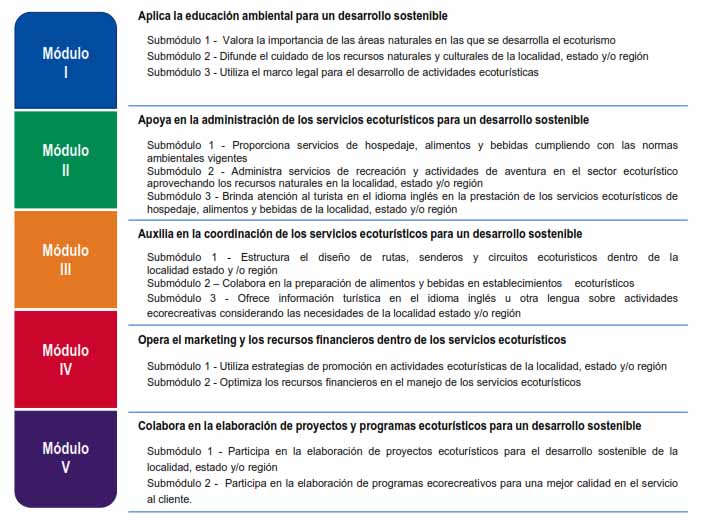 Módulo
I
Aplica la educación ambiental para un desarrollo sostenible
Submódulo 1 - Valora la importancia de las áreas naturales en las que se desarrolla el ecoturismo
Submódulo 2 - Difunde el cuidado de los recursos naturales y culturales de la localidad, estado y/o región
Submódulo 3 - Utiliza el marco legal para el desarrollo de actividades ecoturísticas
Módulo
II
Apoya en la administración de los servicios ecoturísticos para un desarrollo sostenible
Submódulo 1 - Proporciona servicios de hospedaje, alimentos y bebidas cumpliendo con las normas
ambientales vigentes
Submódulo 2 - Administra servicios de recreación y actividades de aventura en el sector ecoturístico
aprovechando los recursos naturales en la localidad, estado y/o región
Submódulo 3 - Brinda atención al turista en el idioma inglés en la prestación de los servicios ecoturísticos de
hospedaje, alimentos y bebidas de la localidad, estado y/o región
Módulo
III
Auxilia en la coordinación de los servicios ecoturísticos para un desarrollo sostenible
Submódulo 1 - Estructura el diseño de rutas, senderos y circuitos ecoturisticos dentro de la
localidad estado y /o región
Submódulo 2 – Colabora en la preparación de alimentos y bebidas en establecimientos ecoturísticos
Submódulo 3 - Ofrece información turística en el idioma inglés u otra lengua sobre actividades
ecorecreativas considerando las necesidades de la localidad estado y/o región
Módulo
IV
Opera el marketing y los recursos financieros dentro de los servicios ecoturísticos
Submódulo 1 - Utiliza estrategias de promoción en actividades ecoturísticas de la localidad, estado y/o región
Submódulo 2 - Optimiza los recursos financieros en el manejo de los servicios ecoturísticos
Módulo
V
Colabora en la elaboración de proyectos y programas ecoturísticos para un desarrollo sostenible
Submódulo 1 - Participa en la elaboración de proyectos ecoturísticos para el desarrollo sostenible de la
localidad, estado y/o región
Submódulo 2 - Participa en la elaboración de programas ecorecreativos para una mejor calidad en el servicio
al cliente.